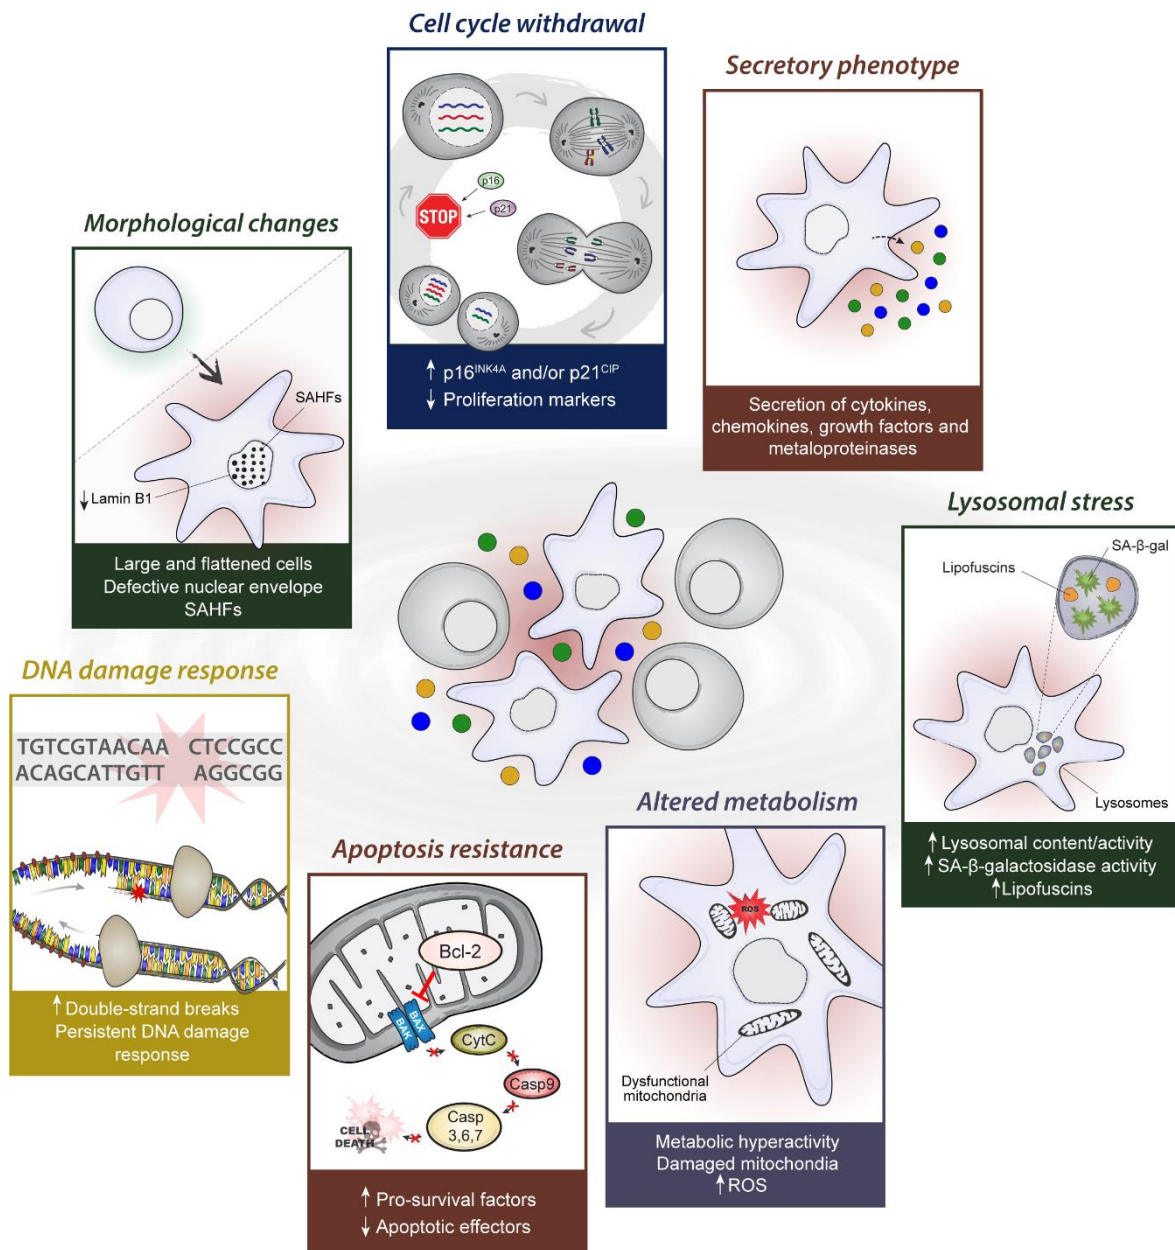 Cell cycle withdrawal
p16
p21
STOP
↑ p16INK4A and/or p21CIP
↓ Proliferation markers
Secretory phenotype
Secretion of cytokines,
chemokines, growth factors and
metaloproteinases
Morphological changes
SAHFs
↓ Lamin B1
Large and flattened cells
Defective nuclear envelope
SAHFs
Lysosomal stress
SA-β-gal
Lipofuscins
Lysosomes
↑ Lysosomal content/activity
↑ SA-β-galactosidase activity
↑Lipofuscins
DNA damage response
TGTCGTAACAA CTCCGCC
ACAGCATTGTT AGGCGG
↑ Double-strand breaks
Persistent DNA damage
response
Apoptosis resistance
Bcl-2
BAK
BAX
CytC
Casp9
Casp
3,6,7
CELL
DEATH
↑ Pro-survival factors
↓ Apoptotic effectors
Altered metabolism
ROS
Dysfunctional
mitochondria
Metabolic hyperactivity
Damaged mitochondia
↑ROS